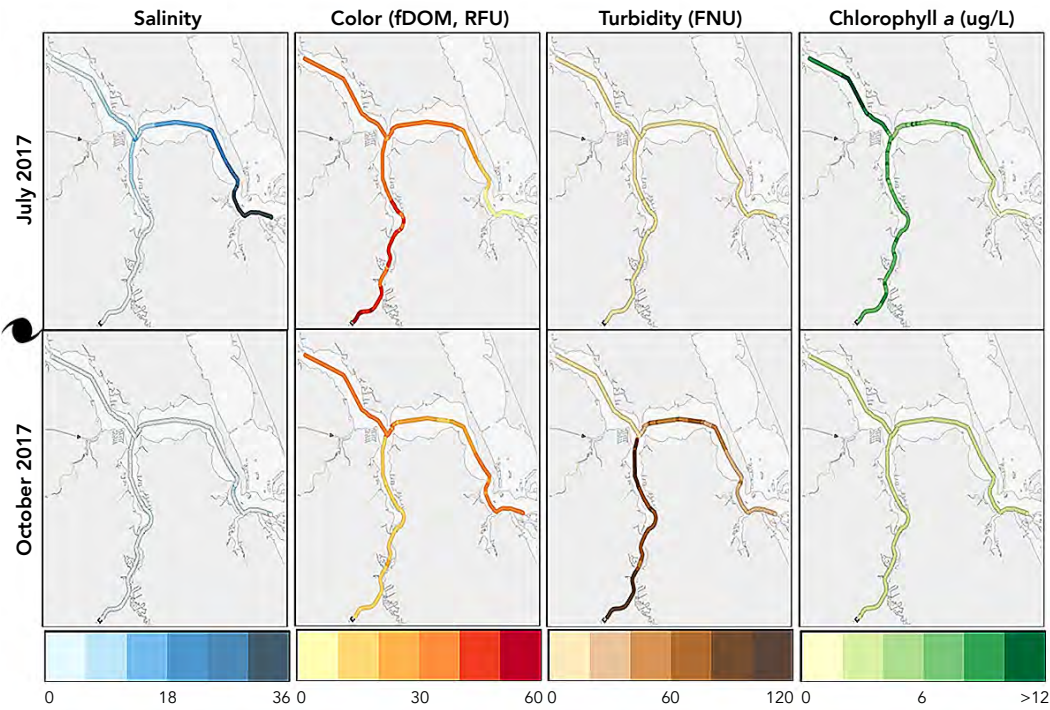 Salinity
Color (fDOM, RFU)
Turbidity (FNU)
Chlorophyll a (ug/L)
July 2017
October 2017
0 18 36
0 30 60
0 60 120
0 6 >12